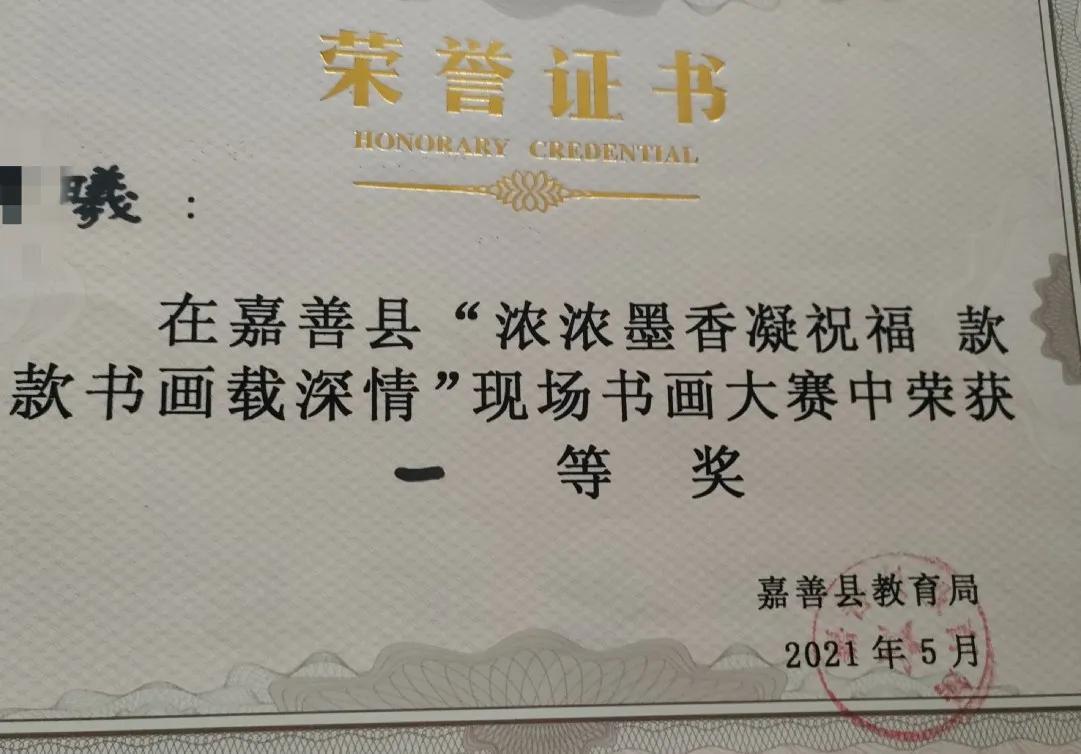 荣誉证书
HONORARY CREDENTIAL
曦：
在嘉善县“浓浓墨香凝祝福 款
款书画载深情”现场书画大赛中荣获
一 等 奖
嘉善县教育局
2021年5月